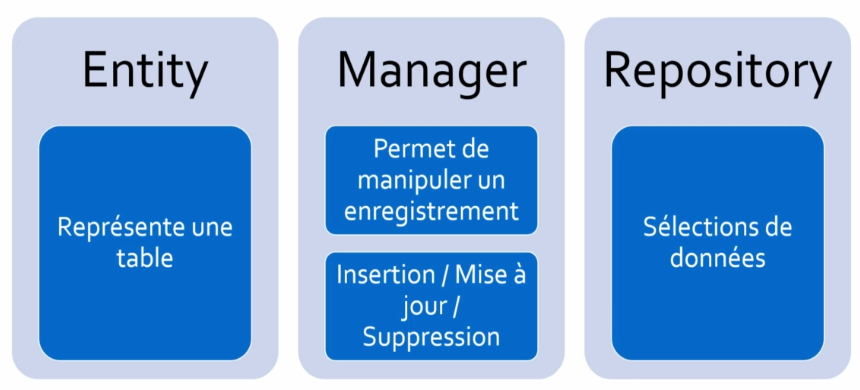 Entity
Représente une
table
Manager
Permet de
manipuler un
enregistrement
Insertion / Mise à
jour /
Suppression
Repository
Sélections de
données